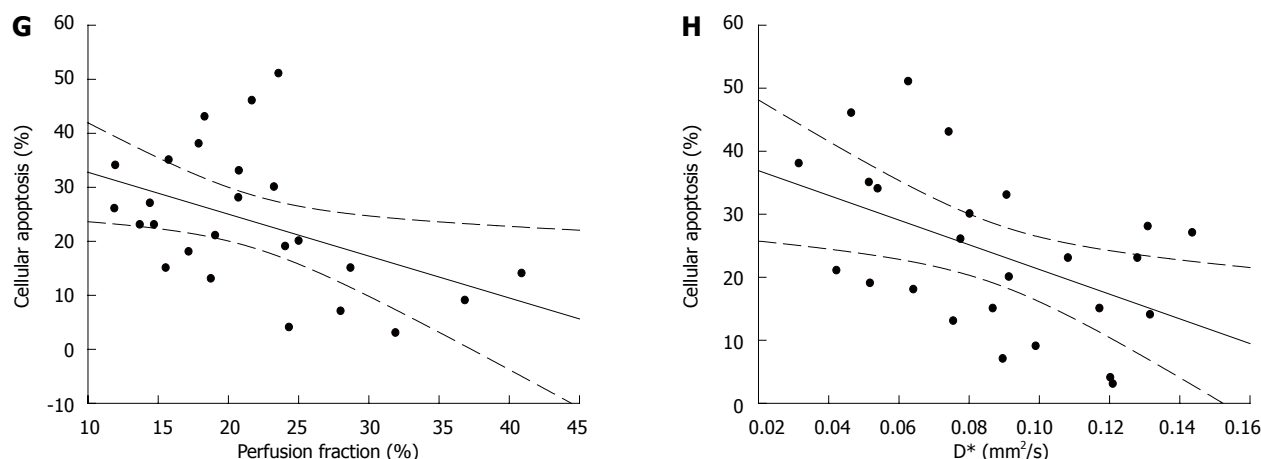 G
60
50
40
30
20
10
0
-10
Cellular apoptosis (%)
10 15 20 25 30 35 40 45
Perfusion fraction (%)
H
60
50
40
30
20
10
0
Cellular apoptosis (%)
0.02 0.04 0.06 0.08 0.10 0.12 0.14 0.16
D* (mm²/s)